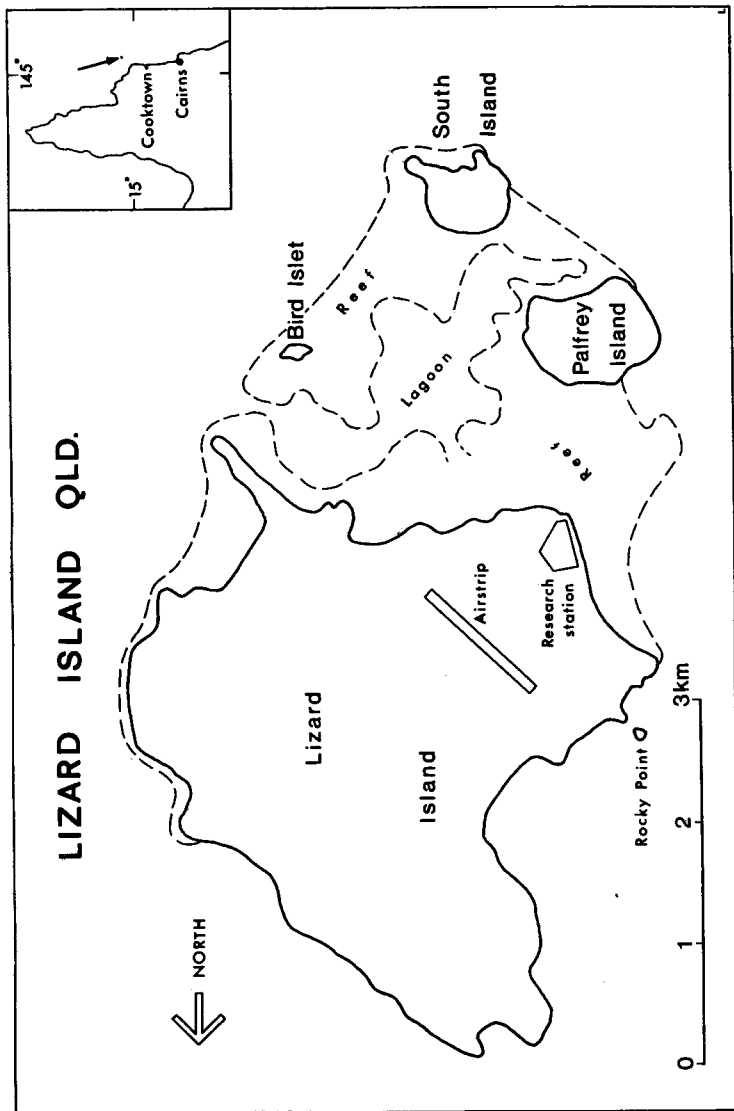 LIZARD ISLAND QLD.
145°
15°
Cooktown
Cairns
NORTH
Bird Islet
Reef
South
Island
Lagoon
Palfrey
Island
Reef
Lizard
Island
Airstrip
Research
station
Rocky Point
0 1 2 3km